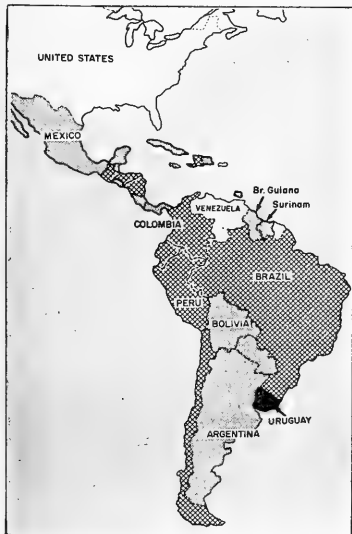 UNITED STATES
MEXICO
Br. Guiana
VENEZUELA
Surinam
COLOMBIA
BRAZIL
PERU
BOLIVIA
URUGUAY
ARGENTINA